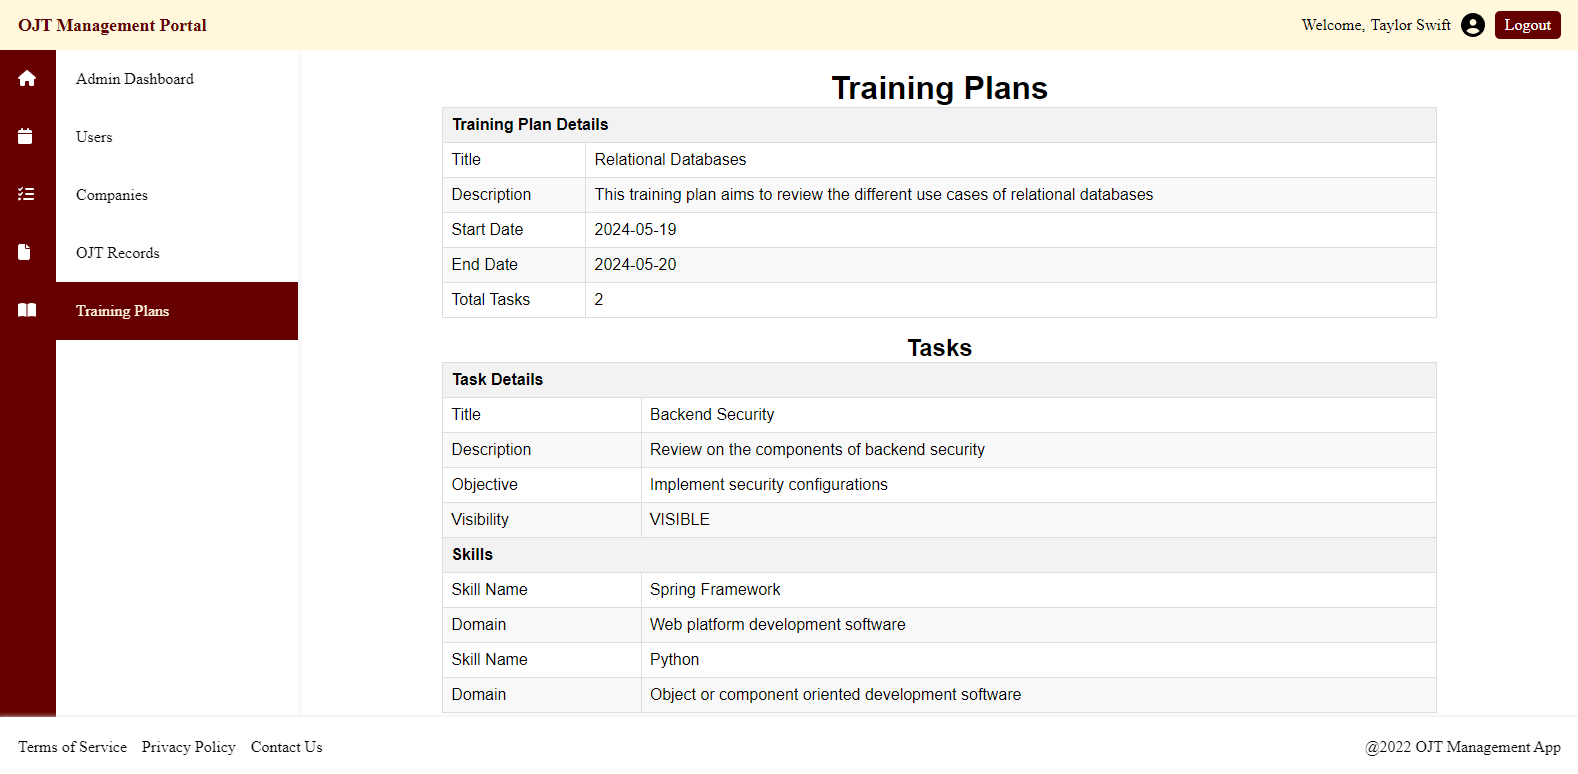 OJT Management Portal
Welcome, Taylor Swift
Logout
Admin Dashboard
Users
Companies
OJT Records
Training Plans
Training Plans
Training Plan Details
Title Relational Databases
Description This training plan aims to review the different use cases of relational databases
Start Date 2024-05-19
End Date 2024-05-20
Total Tasks 2
Tasks
Task Details
Title Backend Security
Description Review on the components of backend security
Objective Implement security configurations
Visibility VISIBLE
Skills
Skill Name Spring Framework
Domain Web platform development software
Skill Name Python
Domain Object or component oriented development software
Terms of Service Privacy Policy Contact Us
@2022 OJT Management App